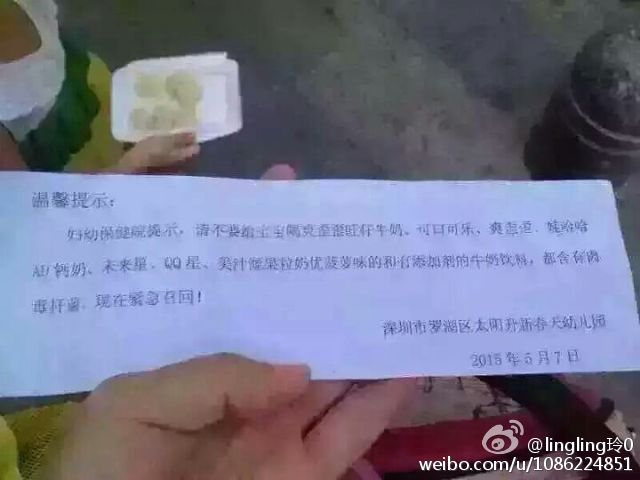 温馨提示:
妇幼保健院提示，请不要给宝宝喝爽歪歪旺仔牛奶、可口可乐、爽歪歪、娃哈哈
AD钙奶、未来星、QQ星、美汁源果粒奶优菠萝味的和有添加剂的牛奶饮料，都含有肉
毒杆菌、现在紧急召回！
深圳市罗湖区太阳升新春天幼儿园
2015年5月7日
@lingling玲0
weibo.com/u/1086224851